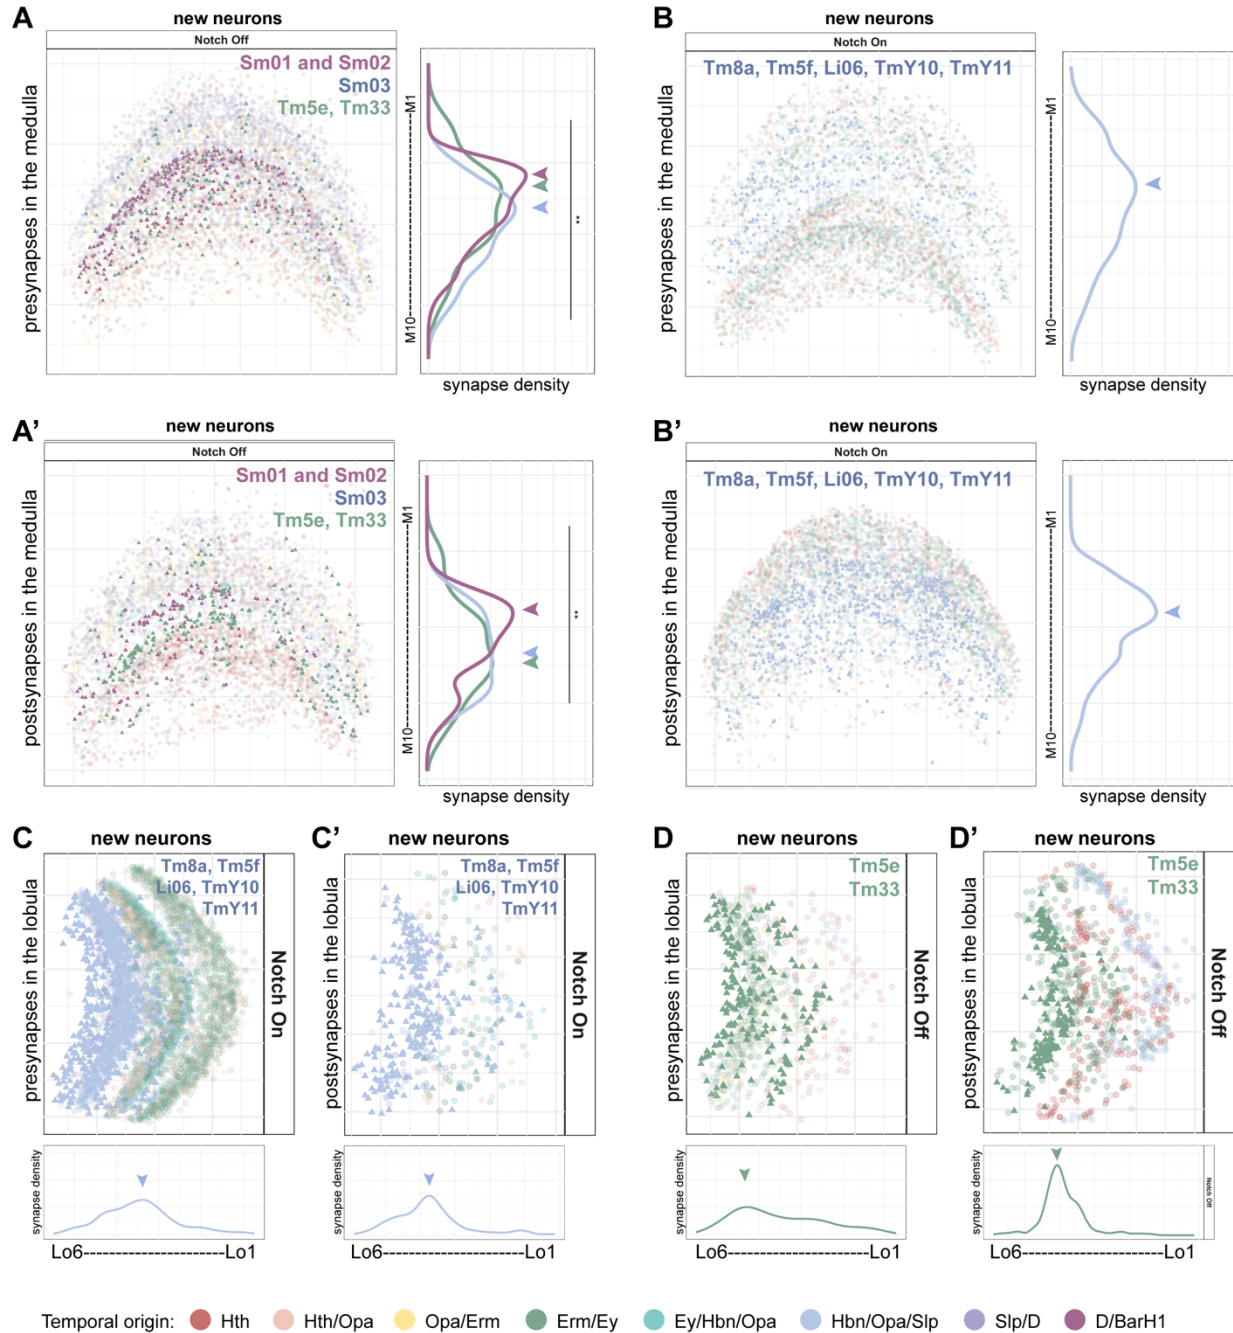 A
new neurons
Notch Off
Sm01 and Sm02
Sm03
Tm5e, Tm33
presynapses in the medulla
M10-----------------------M1
**
synapse density
B
new neurons
Notch On
Tm8a, Tm5f, Li06, TmY10, TmY11
presynapses in the medulla
M10-----------------------M1
synapse density
A’
new neurons
Notch Off
Sm01 and Sm02
Sm03
Tm5e, Tm33
postsynapses in the medulla
M10-----------------------M1
**
synapse density
B’
new neurons
Notch On
Tm8a, Tm5f, Li06, TmY10, TmY11
postsynapses in the medulla
M10-----------------------M1
synapse density
C
new neurons
Tm8a, Tm5f
Li06, TmY10
TmY11
presynapses in the lobula
Notch On
synapse density
Lo6----------------------Lo1
C’
new neurons
Tm8a, Tm5f
Li06, TmY10
TmY11
postsynapses in the lobula
Notch On
synapse density
Lo6----------------------Lo1
D
new neurons
Tm5e
Tm33
presynapses in the lobula
Notch Off
synapse density
Lo6----------------------Lo1
D’
new neurons
Tm5e
Tm33
postsynapses in the lobula
Notch Off
synapse density
Notch Off
Lo6----------------------Lo1
Temporal origin: Hth Hth/Opa Opa/Erm Erm/Ey Ey/Hbn/Opa Hbn/Opa/Slp Slp/D D/BarH1